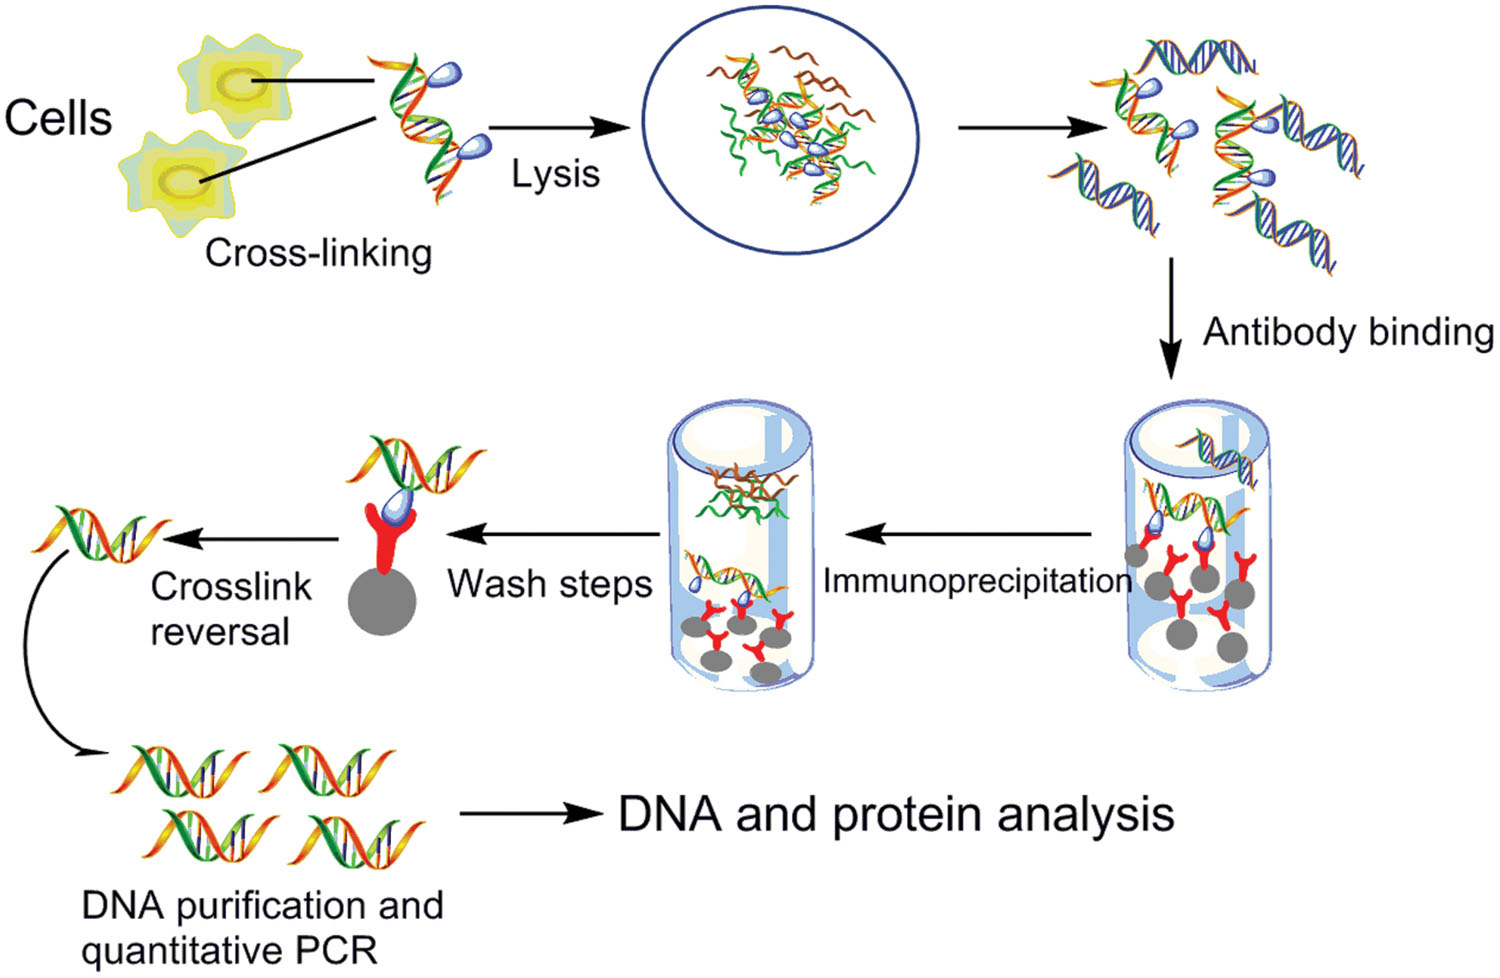 Cells
Cross-linking
Lysis
Antibody binding
Immunoprecipitation
Wash steps
Crosslink
reversal
DNA purification and
quantitative PCR
DNA and protein analysis